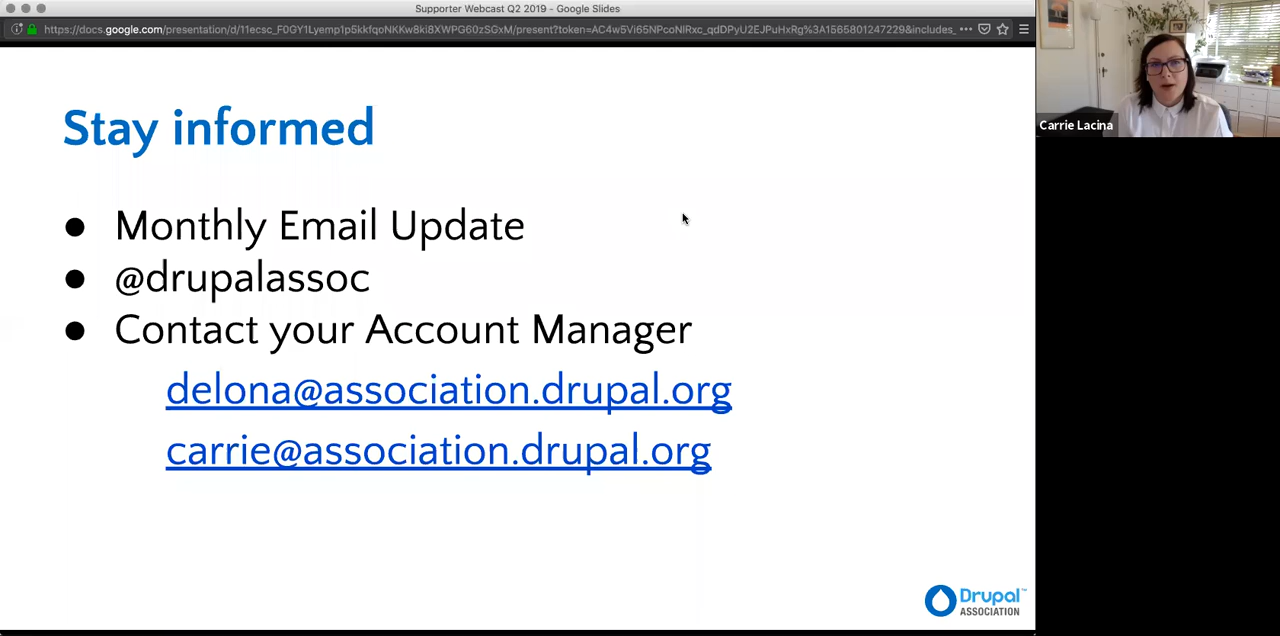 Supporter Webcast Q2 2019 - Google Slides
Stay informed
● Monthly Email Update
● @drupalassoc
● Contact your Account Manager
delona@association.drupal.org
carrie@association.drupal.org
Drupal™
ASSOCIATION
Carrie Lacina